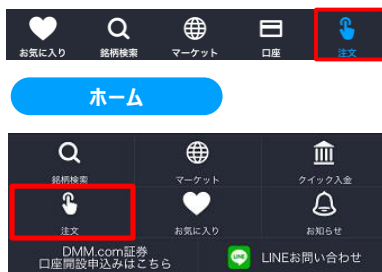 お気に入り 銘柄検索 マーケット 口座 注文
ホーム
銘柄検索 マーケット クイック入金
注文 お気に入り お知らせ
DMM.com証券
口座開設申込みはこちら
LINE LINEお問い合わせ